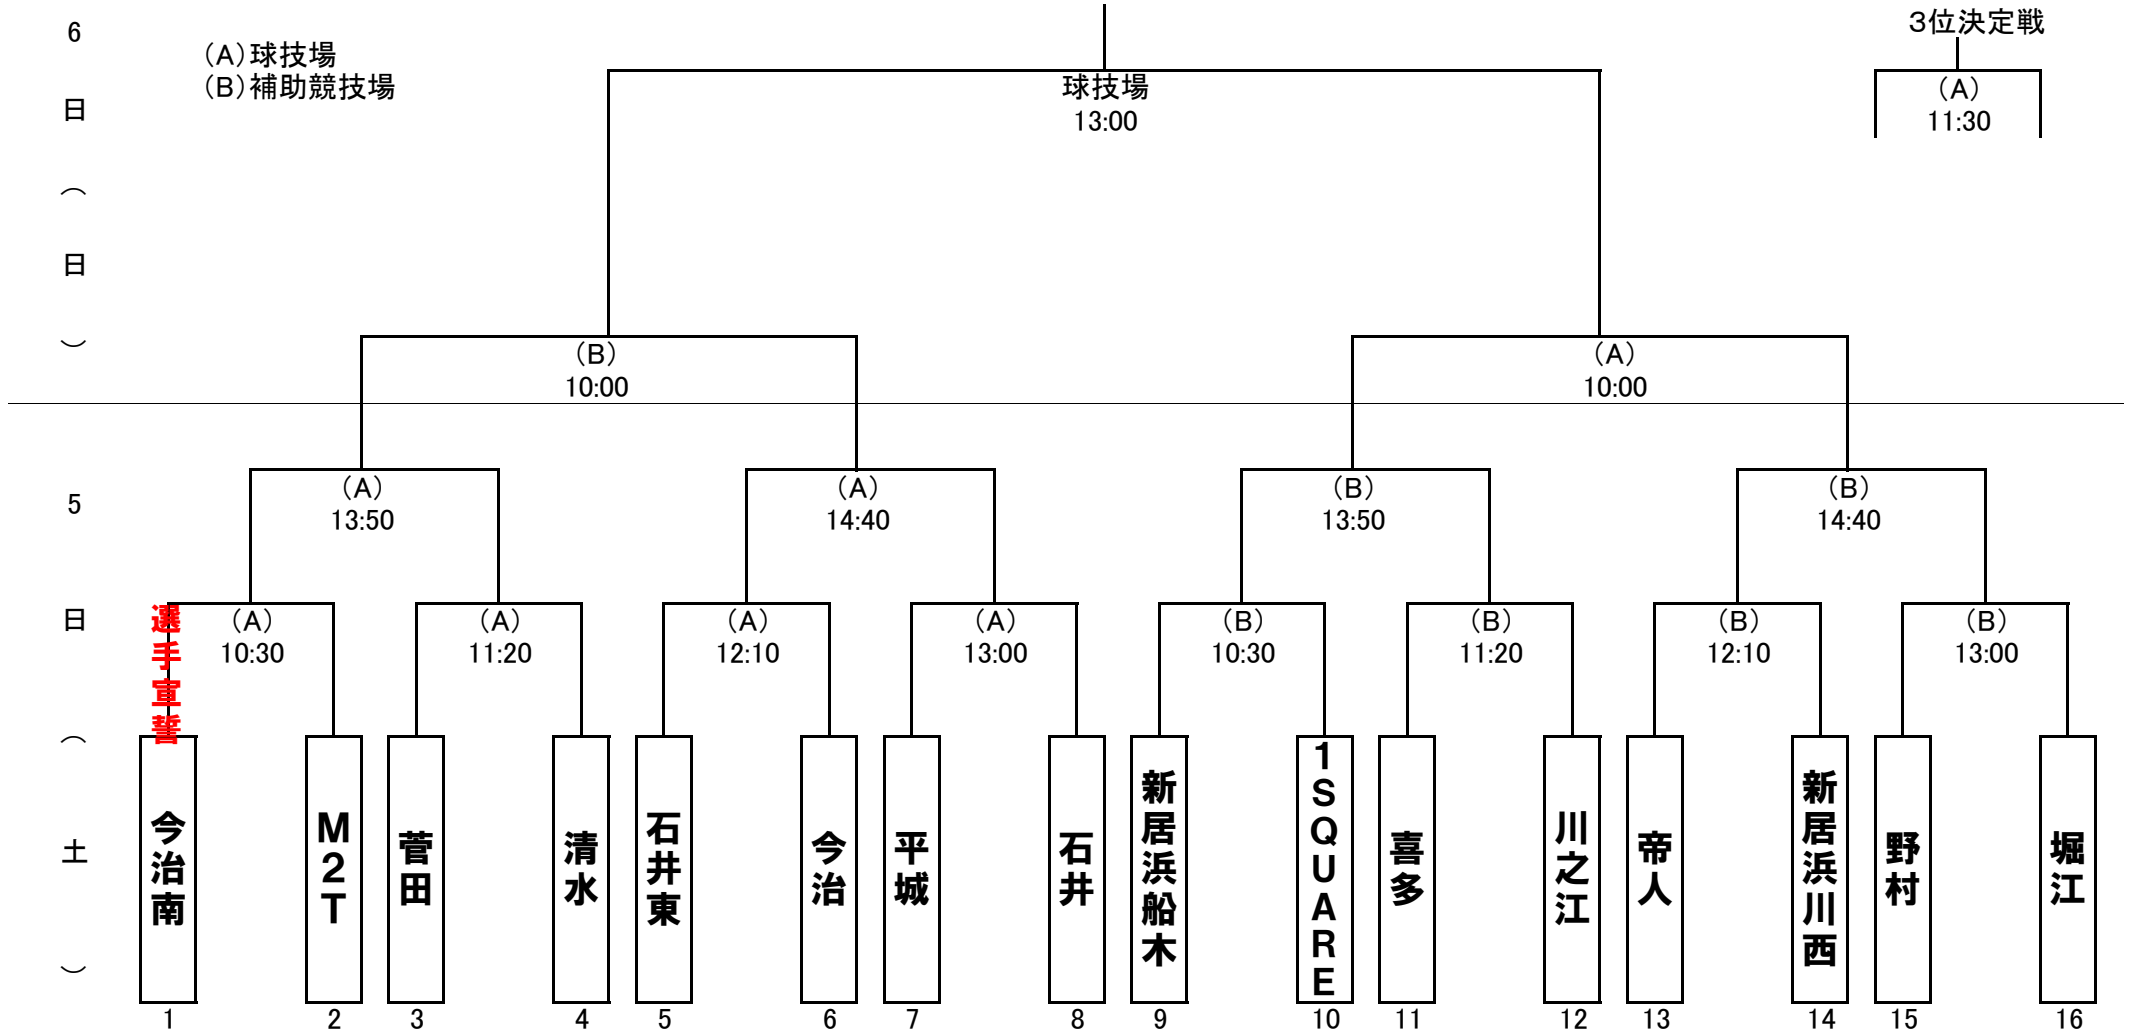 6日（日）
（A）球技場
（B）補助競技場
３位決定戦
（A）
11:30
球技場
13:00
（B）
10:00
（A）
10:00
5日（土）
（A）
13:50
（A）
14:40
（B）
13:50
（B）
14:40
（A）
10:30
（A）
11:20
（A）
12:10
（A）
13:00
（B）
10:30
（B）
11:20
（B）
12:10
（B）
13:00
選手宣誓
今治南
M2T
菅田
清水
石井東
今治
平城
石井
新居浜船木
1SQUARE
喜多
川之江
帝人
新居浜川西
野村
堀江
1
2
3
4
5
6
7
8
9
10
11
12
13
14
15
16